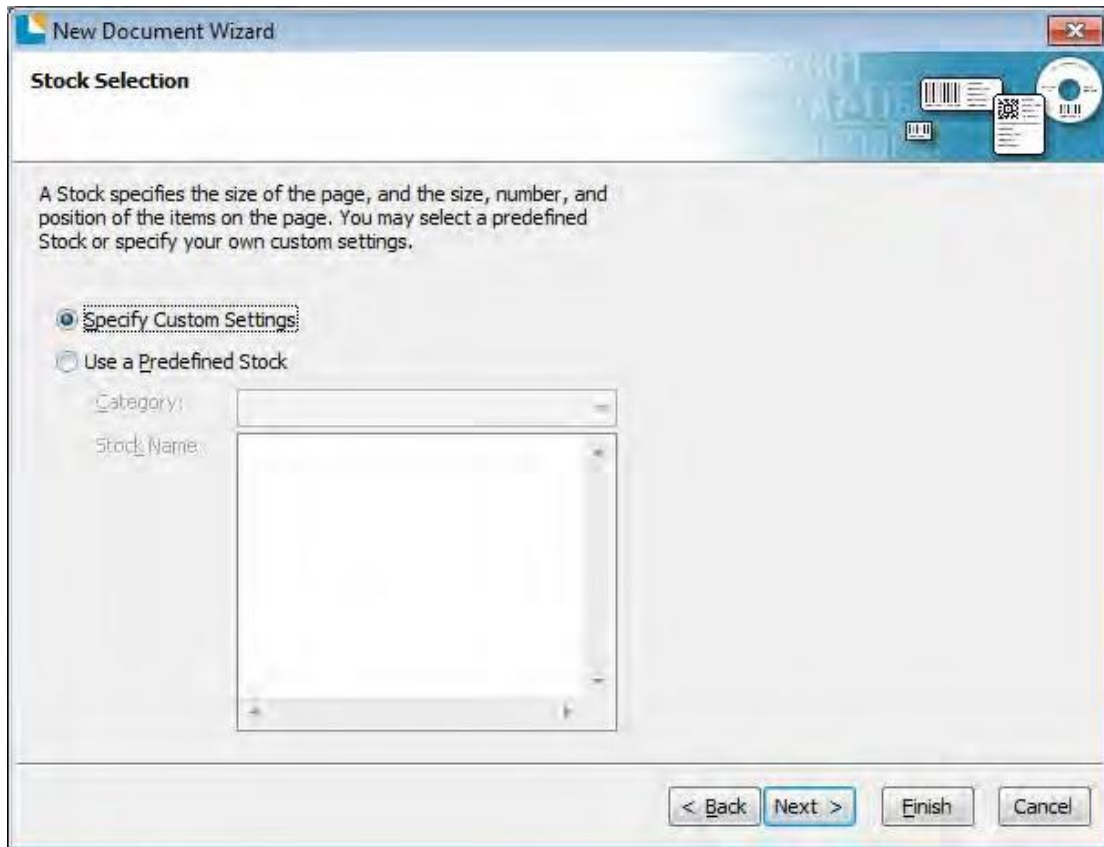 New Document Wizard
Stock Selection
A Stock specifies the size of the page, and the size, number, and
position of the items on the page. You may select a predefined
Stock or specify your own custom settings.
Specify Custom Settings
Use a Predefined Stock
Category:
Stock Name
< Back Next > Finish Cancel